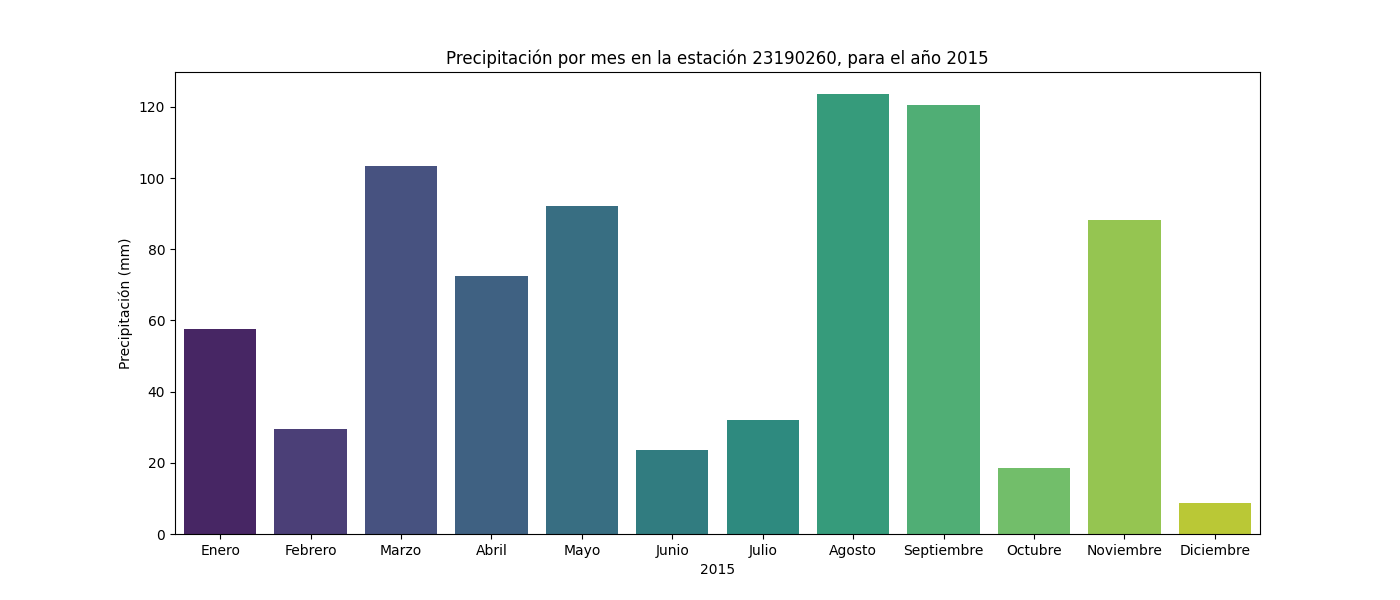 Precipitación por mes en la estación 23190260, para el año 2015
Precipitación (mm)
120
100
80
60
40
20
0
Enero Febrero Marzo Abril Mayo Junio Julio Agosto Septiembre Octubre Noviembre Diciembre
2015